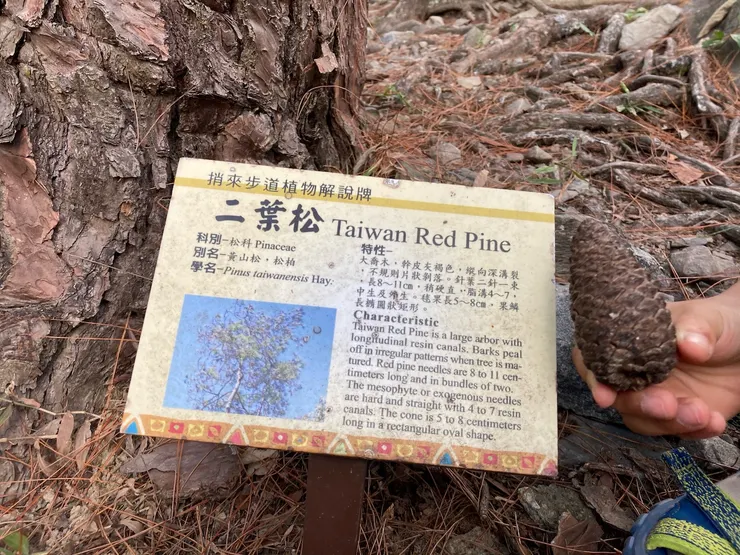 捎來步道植物解說牌
二葉松 Taiwan Red Pine
科別-松科 Pinaceae
別名-黃山松,松柏
學名-Pinus taiwanensis Hay.
特性-
大喬木,幹皮灰褐色,縱向深溝裂
,不規則片狀剝落。針葉二針一束
,長8～11cm,稍硬直,脂溝4～7,
中生及外生。毬果長5～8cm,果鱗
長橢圓狀矩形。
Characteristic
Taiwan Red Pine is a large arbor with
longitudinal resin canals. Barks peal
off in irregular patterns when tree is ma-
tured. Red pine needles are 8 to 11 cen-
timeters long and in bundles of two.
The mesophyte or exogenous needles
are hard and straight with 4 to 7 resin
canals. The cone is 5 to 8 centimeters
long in a rectangular oval shape.